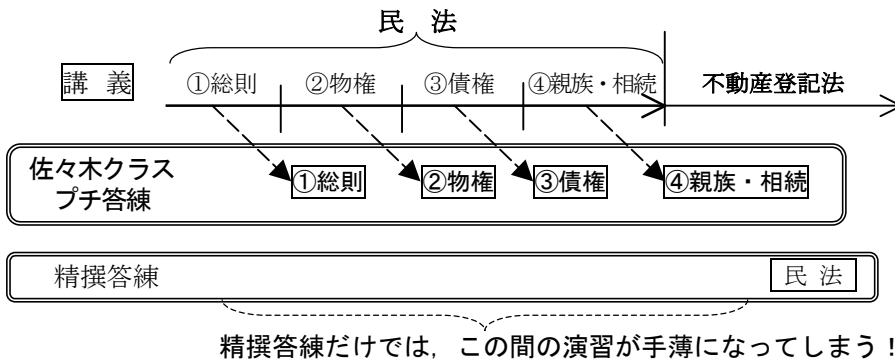 民 法
講 義 ①総則 ②物権 ③債権 ④親族・相続 不動産登記法
佐々木クラス
プチ答練 ①総則 ②物権 ③債権 ④親族・相続
精撰答練 民 法
精撰答練だけでは，この間の演習が手薄になってしまう！